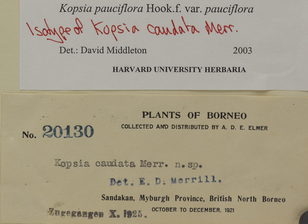 Kopsia pauciflora Hook.f. var. pauciflora
Isotype of Kopsia caudata Merr.
Det.: David Middleton 2003
HARVARD UNIVERSITY HERBARIA
PLANTS OF BORNEO
COLLECTED AND DISTRIBUTED BY A. D. E. ELMER
No. 20130
Kopsia caudata Merr. n.sp.
Det. E. D. Merrill.
Sandakan, Myburgh Province, British North Borneo
OCTOBER TO DECEMBER, 1921
Zugegangen X. 1925.